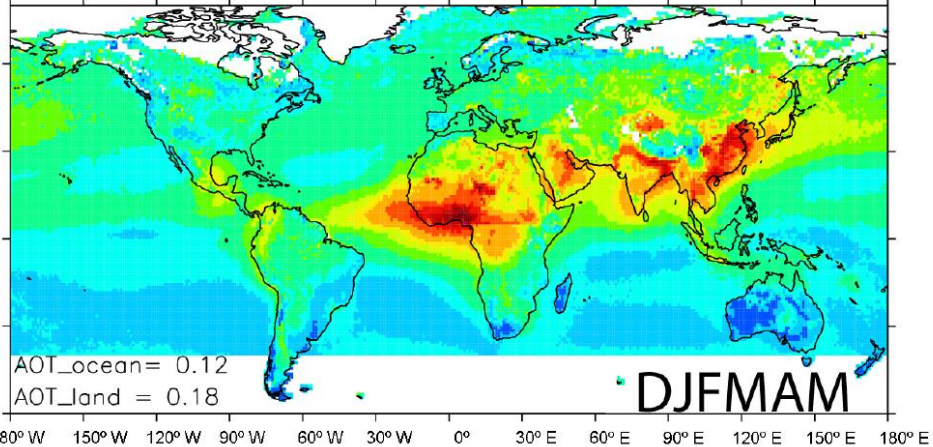 AOT_ocean= 0.12
AOT_land = 0.18
DJFMAM
80° W 150° W 120° W 90° W 60° W 30° W 0° 30° E 60° E 90° E 120° E 150° E 180° E